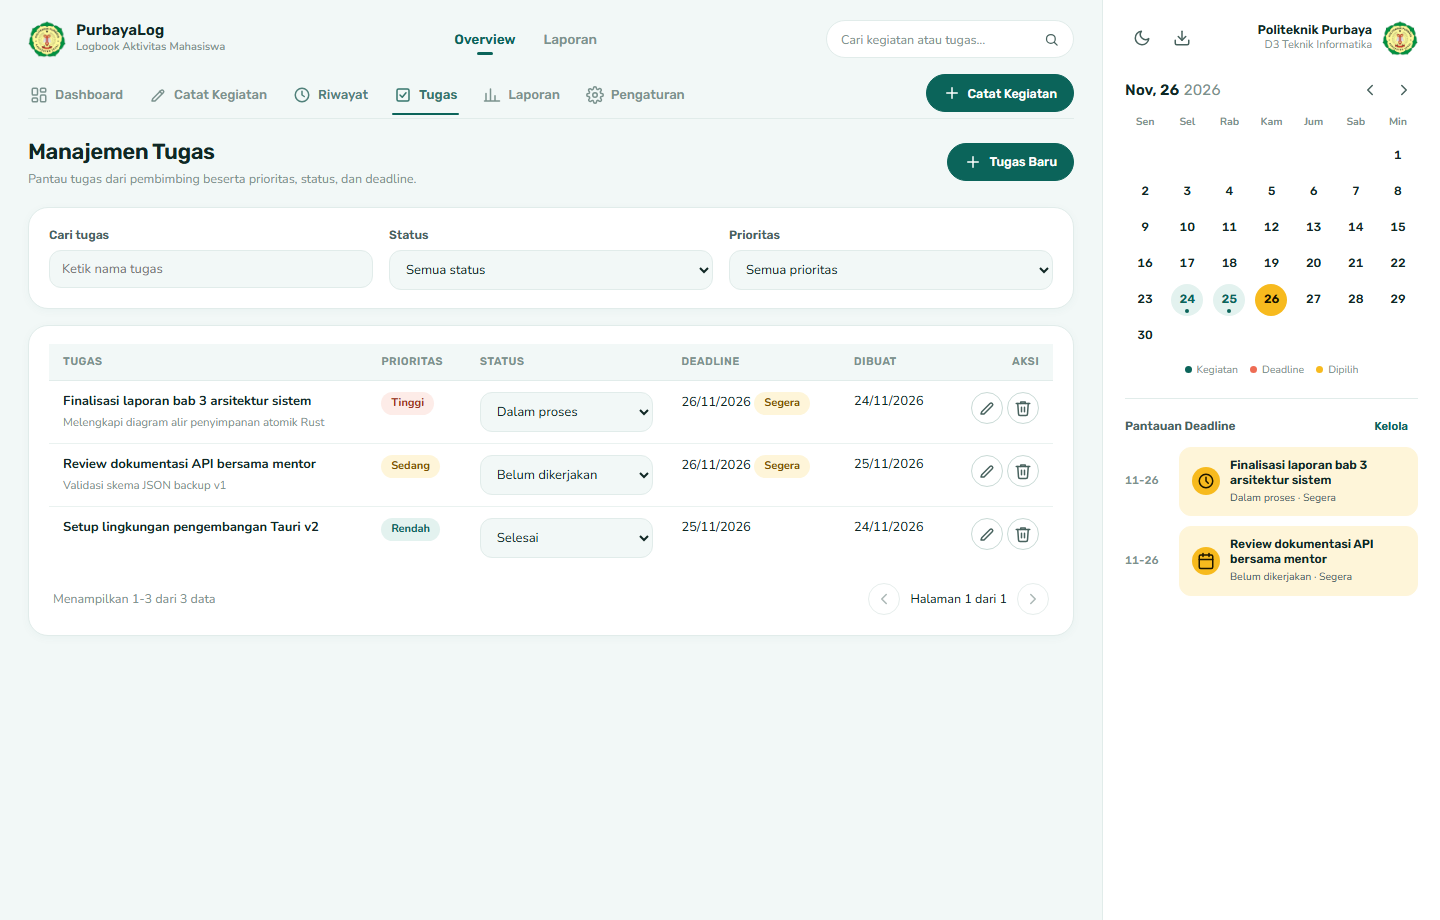 PurbayaLog
Logbook Aktivitas Mahasiswa
Overview
Laporan
Cari kegiatan atau tugas...
Dashboard
Catat Kegiatan
Riwayat
Tugas
Laporan
Pengaturan
Catat Kegiatan
Manajemen Tugas
Pantau tugas dari pembimbing beserta prioritas, status, dan deadline.
Tugas Baru
Cari tugas
Status
Prioritas
Ketik nama tugas
Semua status
Semua prioritas
TUGAS PRIORITAS STATUS DEADLINE DIBUAT AKSI
Finalisasi laporan bab 3 arsitektur sistem
Melengkapi diagram alir penyimpanan atomik Rust
Tinggi
Dalam proses
26/11/2026 Segera
24/11/2026
Review dokumentasi API bersama mentor
Validasi skema JSON backup v1
Sedang
Belum dikerjakan
26/11/2026 Segera
25/11/2026
Setup lingkungan pengembangan Tauri v2
Rendah
Selesai
25/11/2026
24/11/2026
Menampilkan 1-3 dari 3 data
Halaman 1 dari 1
Politeknik Purbaya
D3 Teknik Informatika
Nov, 26 2026
Sen Sel Rab Kam Jum Sab Min
1
2 3 4 5 6 7 8
9 10 11 12 13 14 15
16 17 18 19 20 21 22
23 24 25 26 27 28 29
30
Kegiatan Deadline Dipilih
Pantauan Deadline
Kelola
11-26
Finalisasi laporan bab 3
arsitektur sistem
Dalam proses · Segera
11-26
Review dokumentasi API
bersama mentor
Belum dikerjakan · Segera